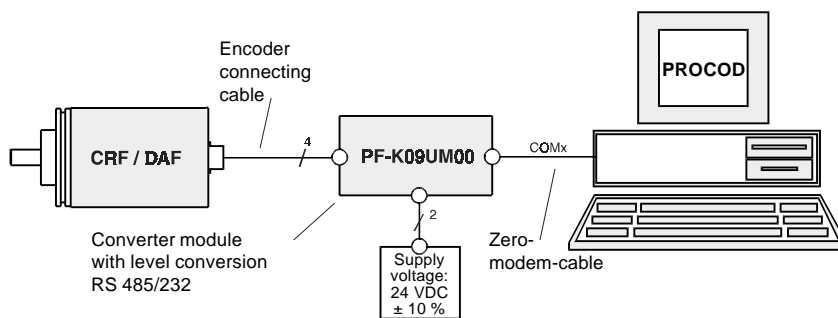 PROCOD
Encoder
connecting
cable
CRF / DAF
4
PF-K09UM00
COMx
2
Converter module
with level conversion
RS 485/232
Supply
voltage:
24 VDC
± 10 %
Zero-
modem-cable